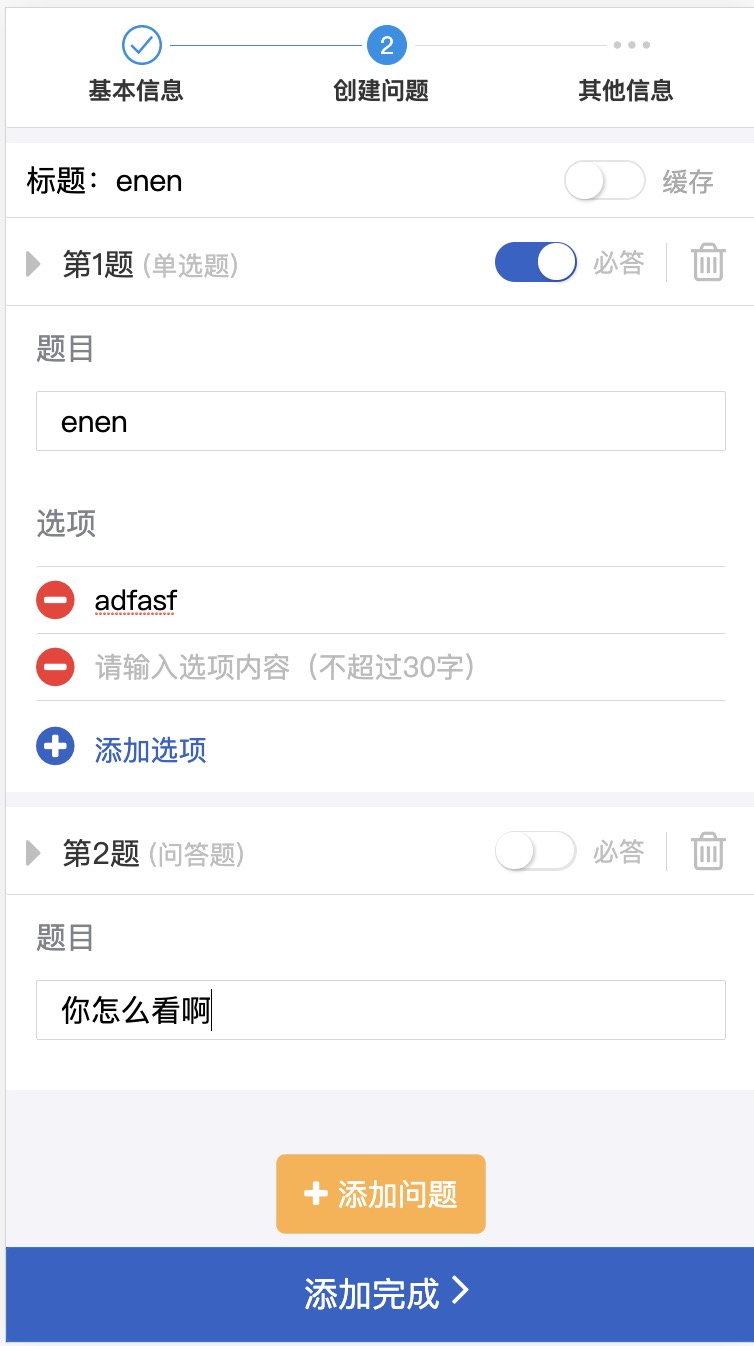 2
基本信息 创建问题 其他信息
标题：enen 缓存
第1题 (单选题) 必答
题目
enen
选项
adfasf
请输入选项内容（不超过30字）
添加选项
第2题 (问答题) 必答
题目
你怎么看啊
添加问题
添加完成